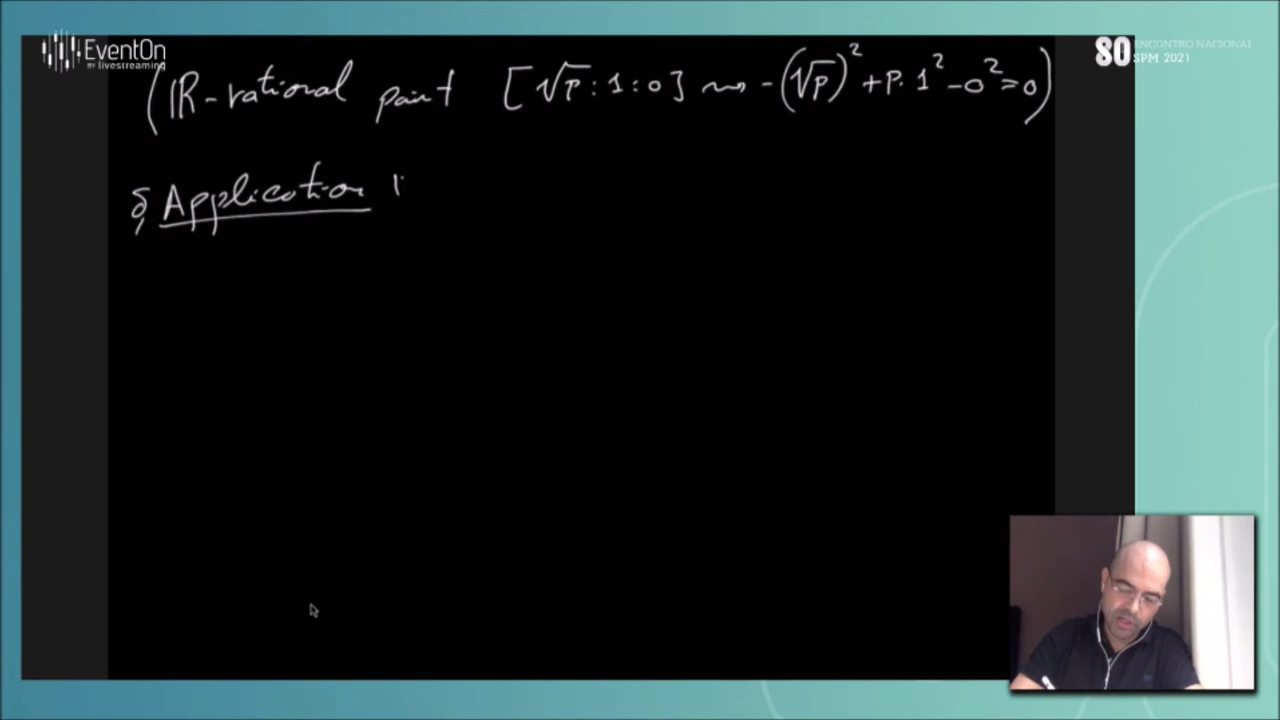 EventOn
BY livestreaming
80 ENCONTRO NACIONAL
SPM 2021
(ℝ-rational point [√p : 1 : 0] ⇝ -(√p)² + p·1² - 0² = 0)
§ Application